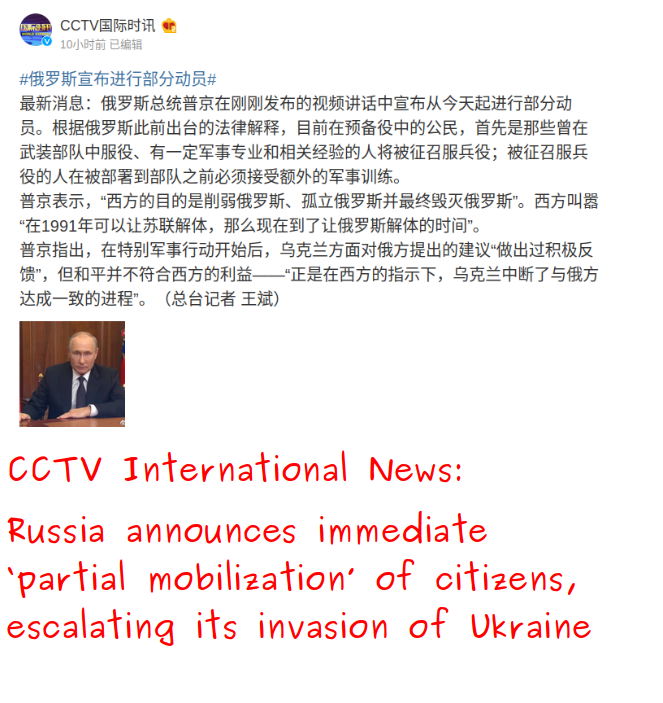 CCTV国际时讯
10小时前 已编辑
#俄罗斯宣布进行部分动员#
最新消息：俄罗斯总统普京在刚刚发布的视频讲话中宣布从今天起进行部分动
员。根据俄罗斯此前出台的法律解释，目前在预备役中的公民，首先是那些曾在
武装部队中服役、有一定军事专业和相关经验的人将被征召服兵役；被征召服兵
役的人在被部署到部队之前必须接受额外的军事训练。
普京表示，“西方的目的是削弱俄罗斯、孤立俄罗斯并最终毁灭俄罗斯”。西方叫嚣
“在1991年可以让苏联解体，那么现在到了让俄罗斯解体的时间”。
普京指出，在特别军事行动开始后，乌克兰方面对俄方提出的建议“做出过积极反
馈”，但和平并不符合西方的利益——“正是在西方的指示下，乌克兰中断了与俄方
达成一致的进程”。（总台记者 王斌）
CCTV International News:
Russia announces immediate
'partial mobilization' of citizens,
escalating its invasion of Ukraine